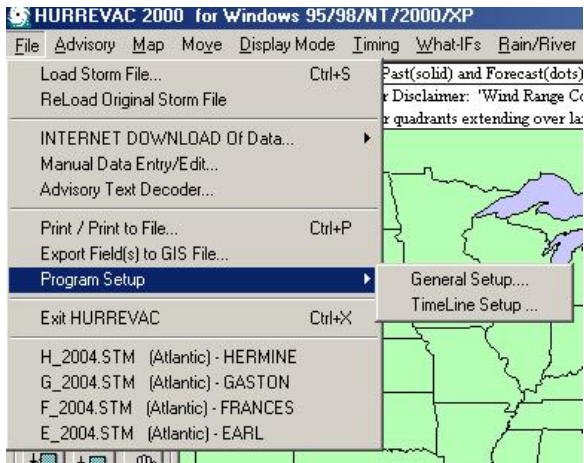 HURREVAC 2000 for Windows 95/98/NT/2000/XP
File Advisory Map Move Display Mode Timing What-IFs Rain/River
Load Storm File... Ctrl+S
Past(solid) and Forecast(dots)
ReLoad Original Storm File
r Disclaimer: 'Wind Range Co
r quadrants extending over la
INTERNET DOWNLOAD Of Data...
Manual Data Entry/Edit...
Advisory Text Decoder...
Print / Print to File... Ctrl+P
Export Field(s) to GIS File...
Program Setup
General Setup....
TimeLine Setup ...
Exit HURREVAC Ctrl+X
H_2004.STM (Atlantic) - HERMINE
G_2004.STM (Atlantic) - GASTON
F_2004.STM (Atlantic) - FRANCES
E_2004.STM (Atlantic) - EARL